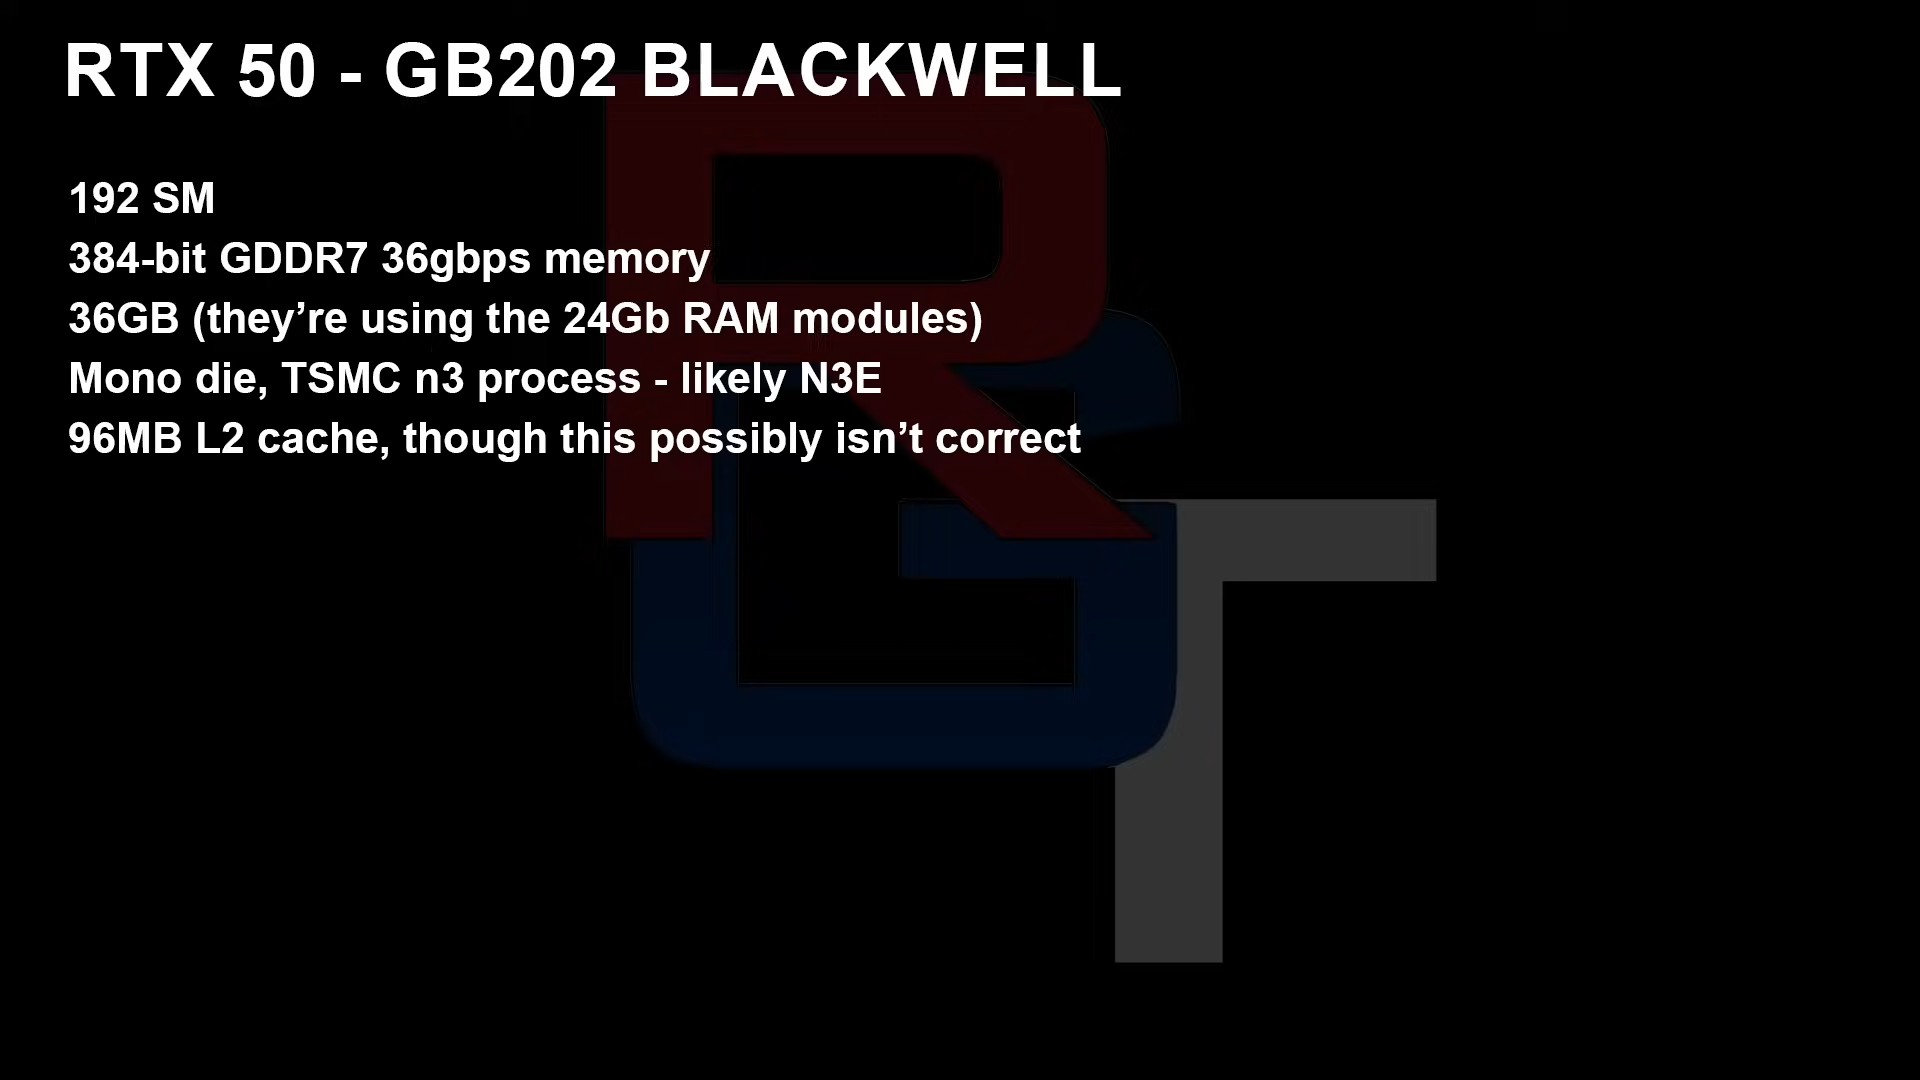 RTX 50 - GB202 BLACKWELL
192 SM
384-bit GDDR7 36gbps memory
36GB (they’re using the 24Gb RAM modules)
Mono die, TSMC n3 process - likely N3E
96MB L2 cache, though this possibly isn’t correct
RGT